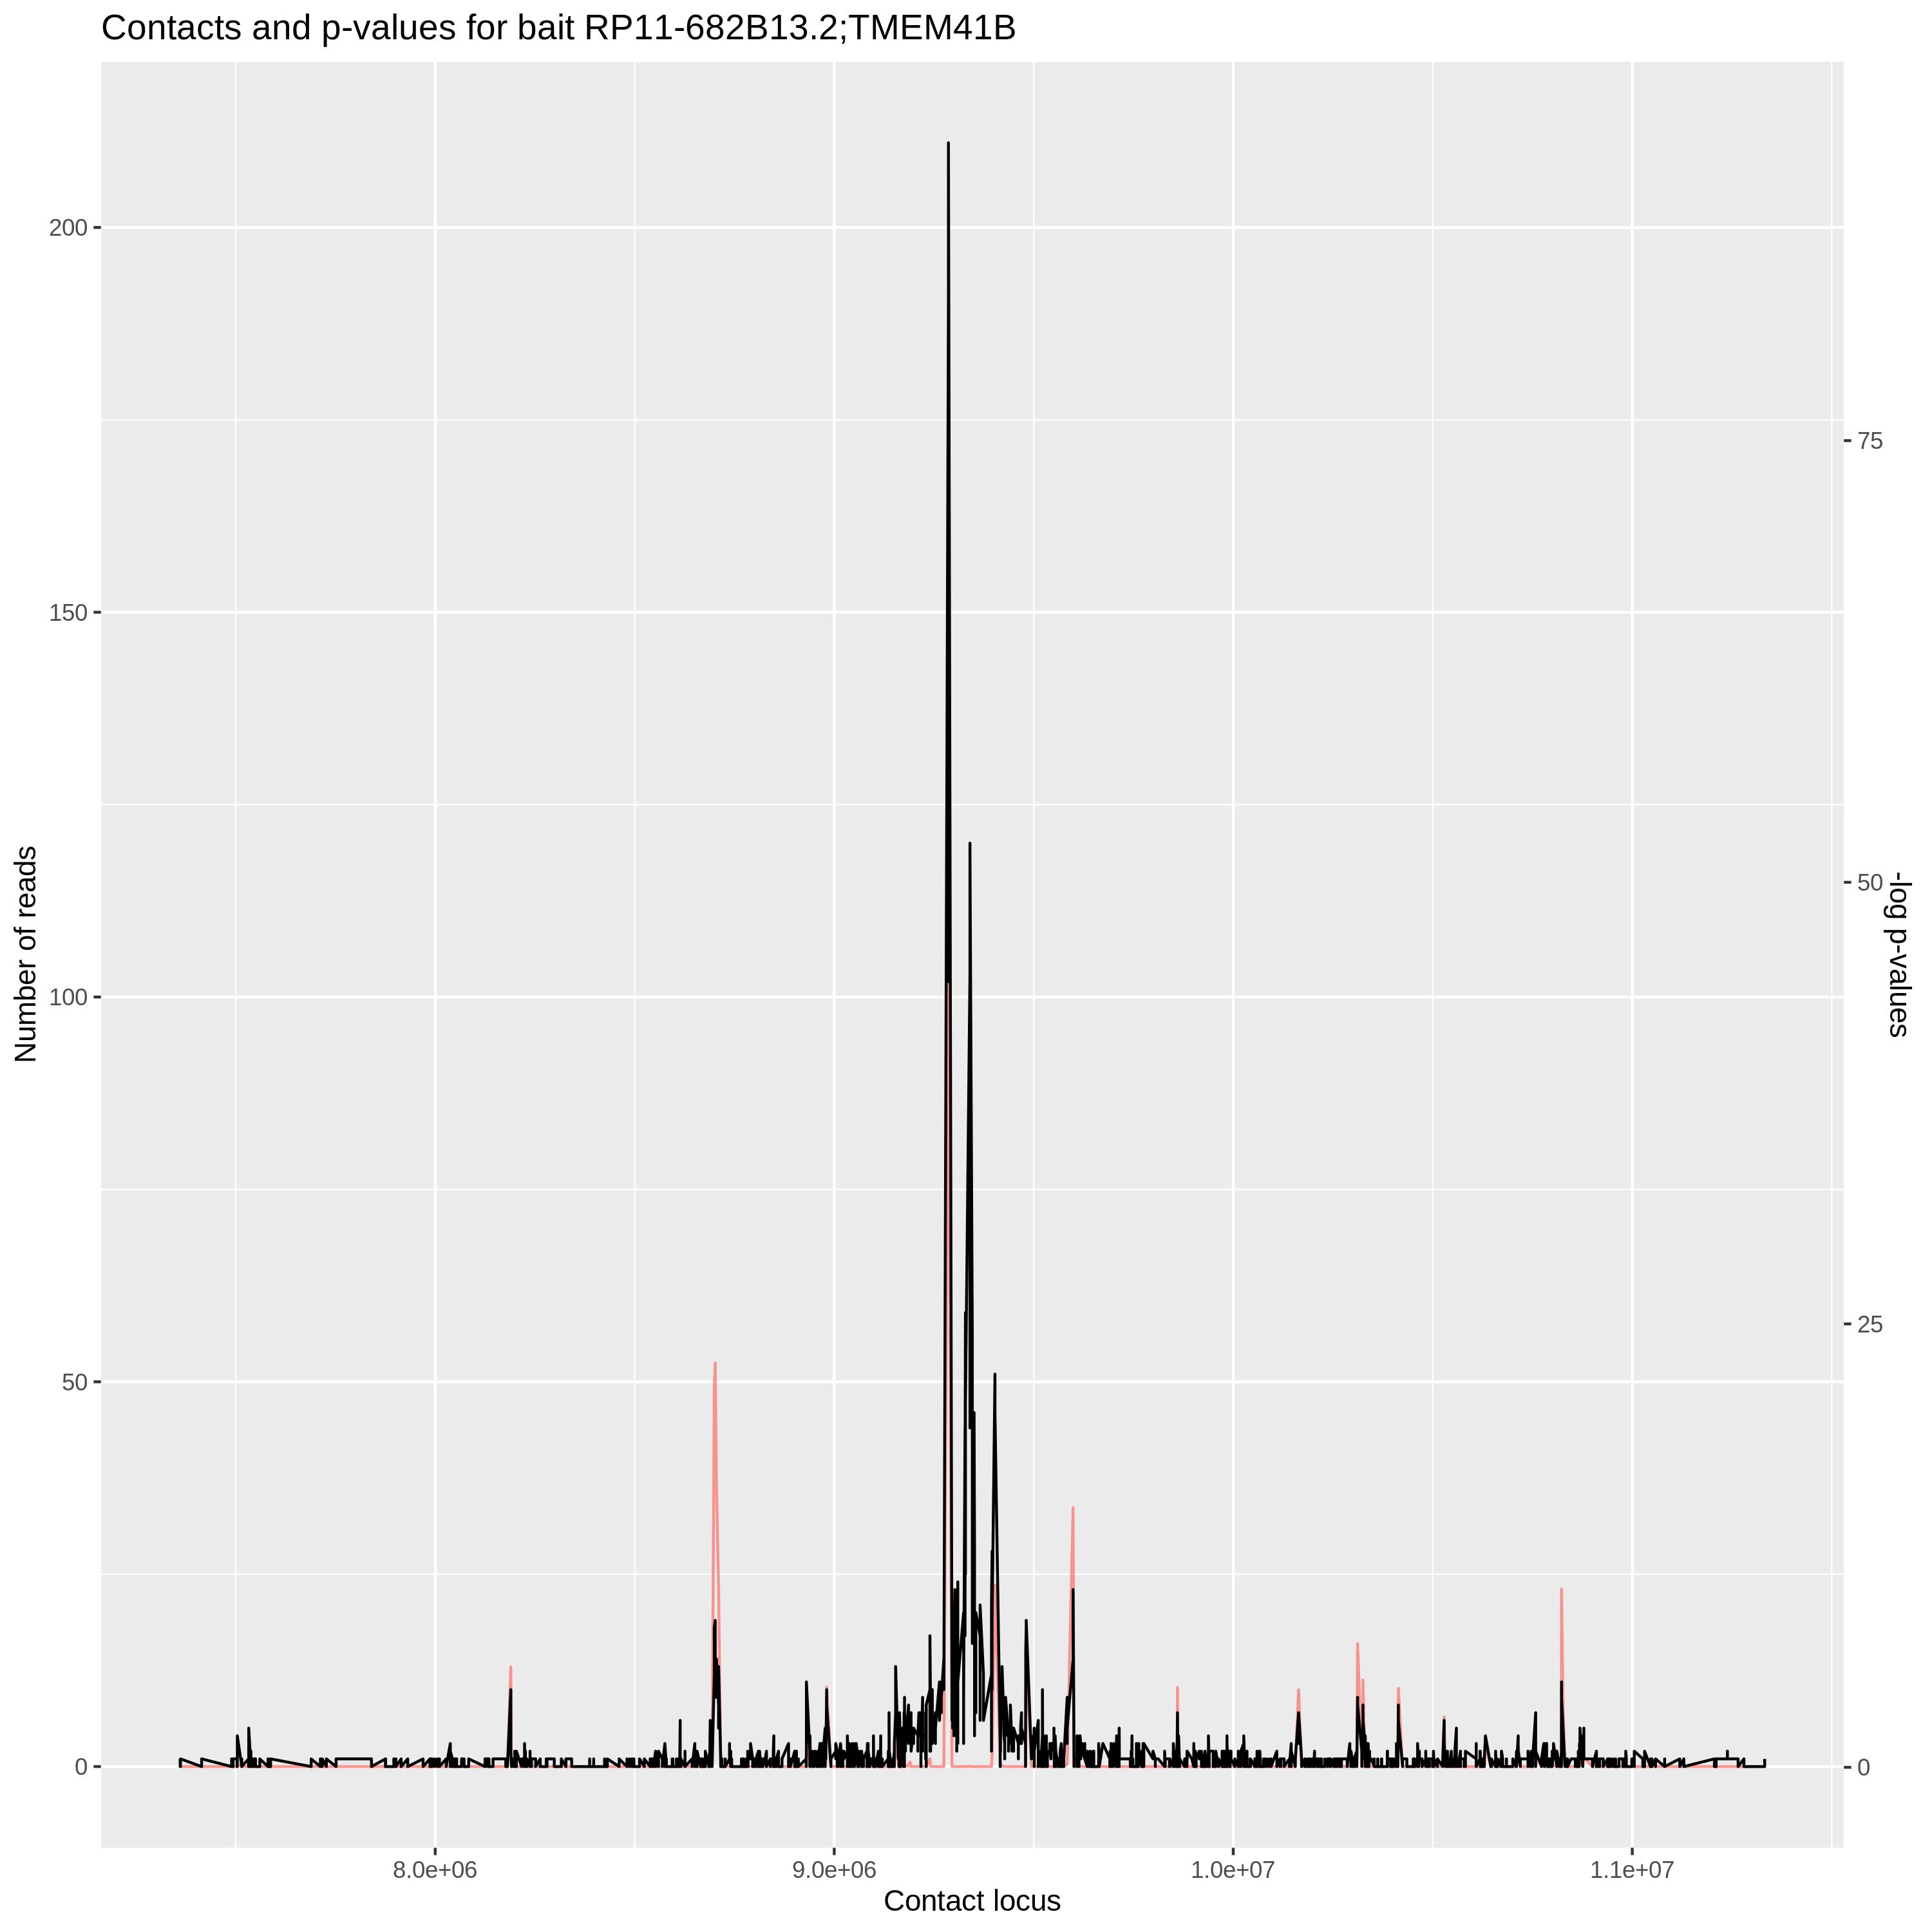 Contacts and p-values for bait RP11-682B13.2;TMEM41B
200
150
100
50
0
Number of reads
75
50
25
0
-log p-values
8.0e+06
9.0e+06
1.0e+07
1.1e+07
Contact locus